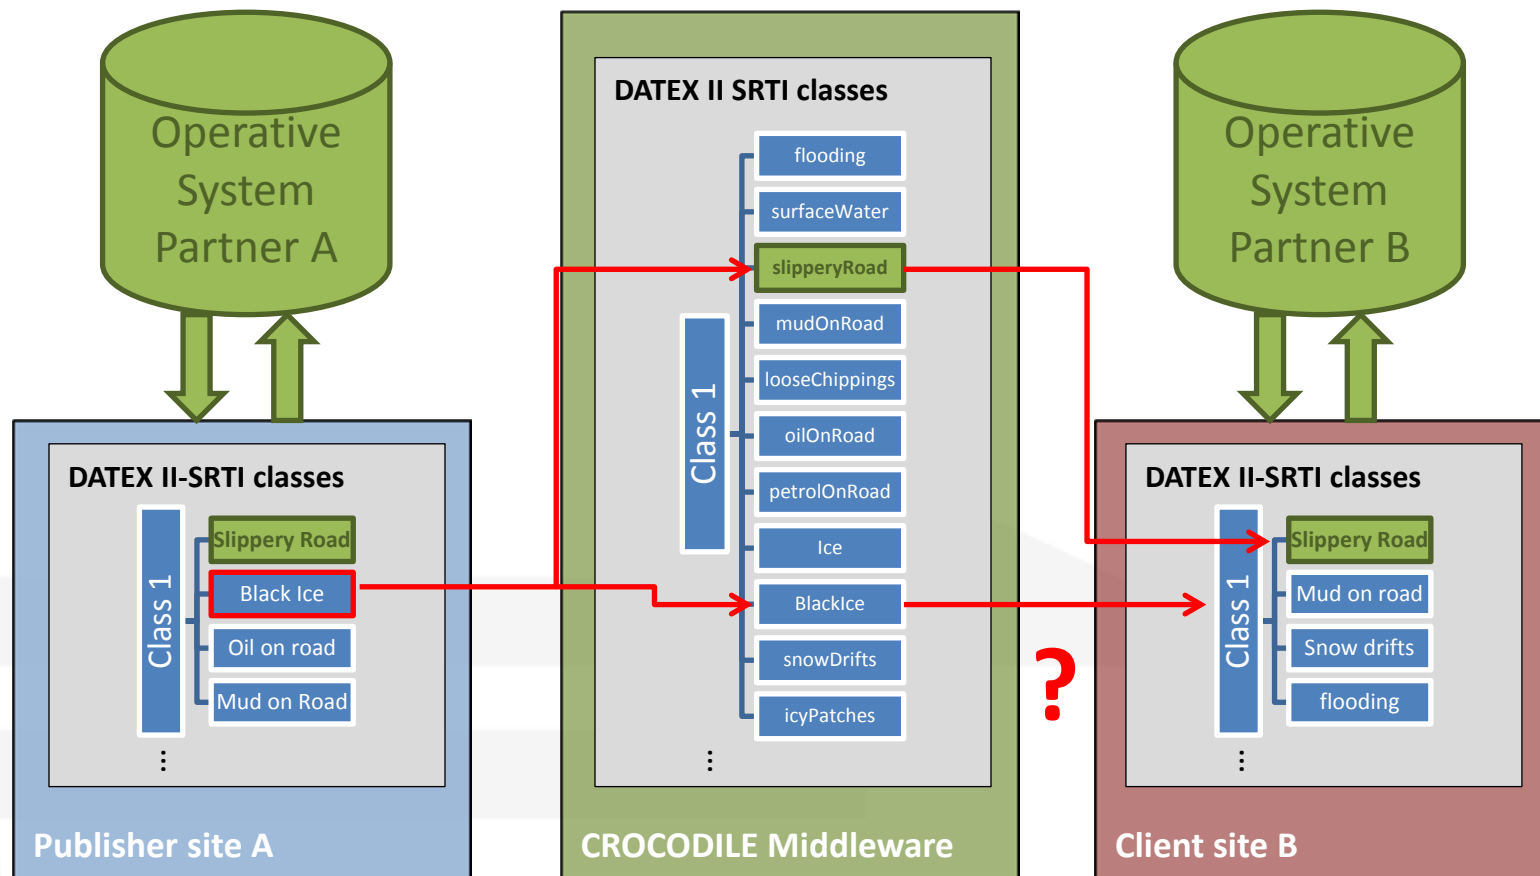 Operative
System
Partner A
DATEX II-SRTI classes
Class 1
Slippery Road
Black Ice
Oil on road
Mud on Road
...
Publisher site A
DATEX II SRTI classes
Class 1
flooding
surfaceWater
slipperyRoad
mudOnRoad
looseChippings
oilOnRoad
petrolOnRoad
Ice
BlackIce
snowDrifts
icyPatches
...
CROCODILE Middleware
?
Operative
System
Partner B
DATEX II-SRTI classes
Class 1
Slippery Road
Mud on road
Snow drifts
flooding
...
Client site B